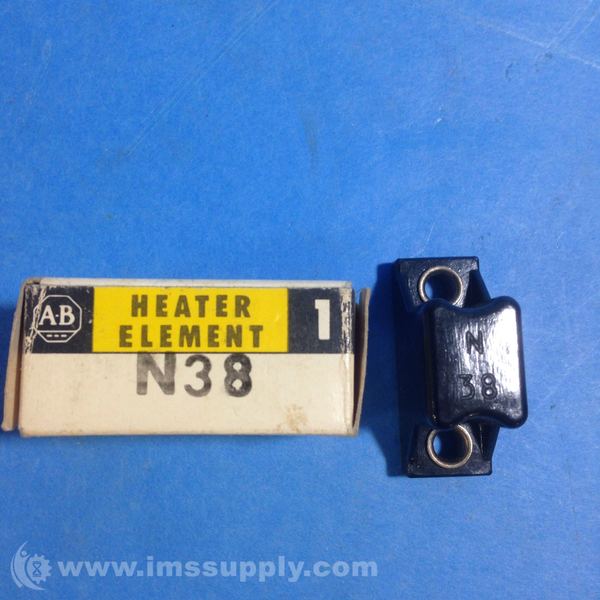 A-B
HEATER
ELEMENT
1
N38
N
38
www.imssupply.com